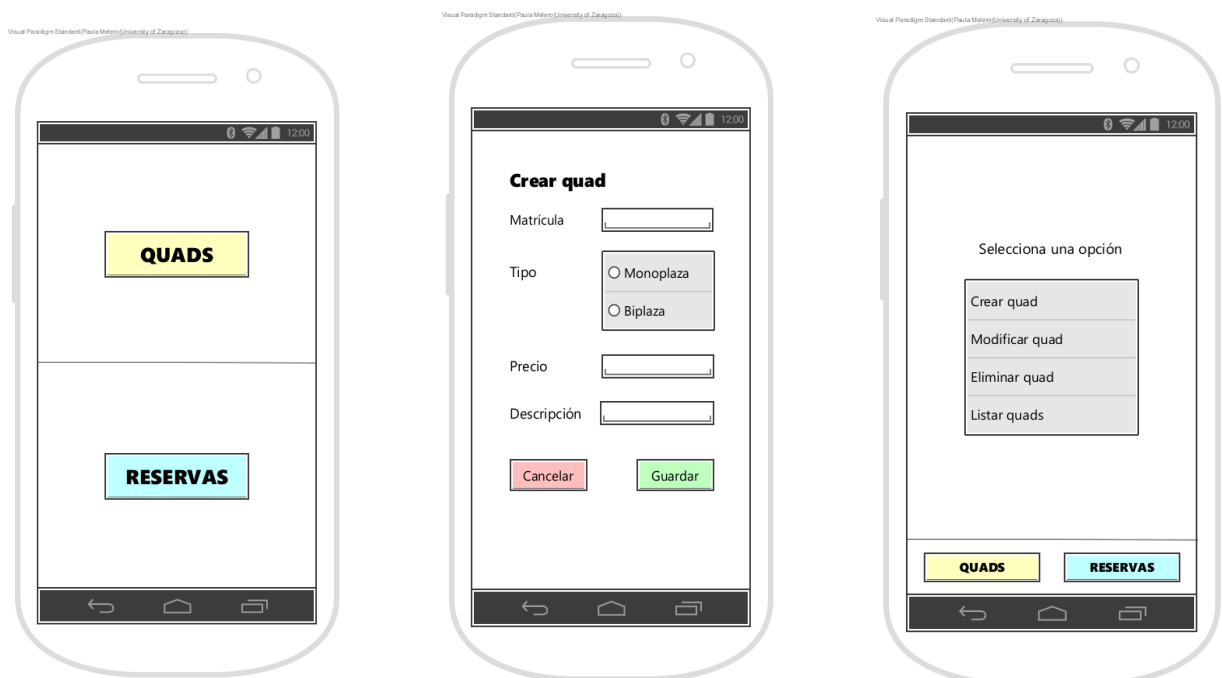 Visual Paradigm Standard(Paula Melero(University of Zaragoza))
12:00
QUADS
RESERVAS
Visual Paradigm Standard(Paula Melero(University of Zaragoza))
12:00
Crear quad
Matrícula
Tipo
Monoplaza
Biplaza
Precio
Descripción
Cancelar
Guardar
Visual Paradigm Standard(Paula Melero(University of Zaragoza))
12:00
Selecciona una opción
Crear quad
Modificar quad
Eliminar quad
Listar quads
QUADS
RESERVAS